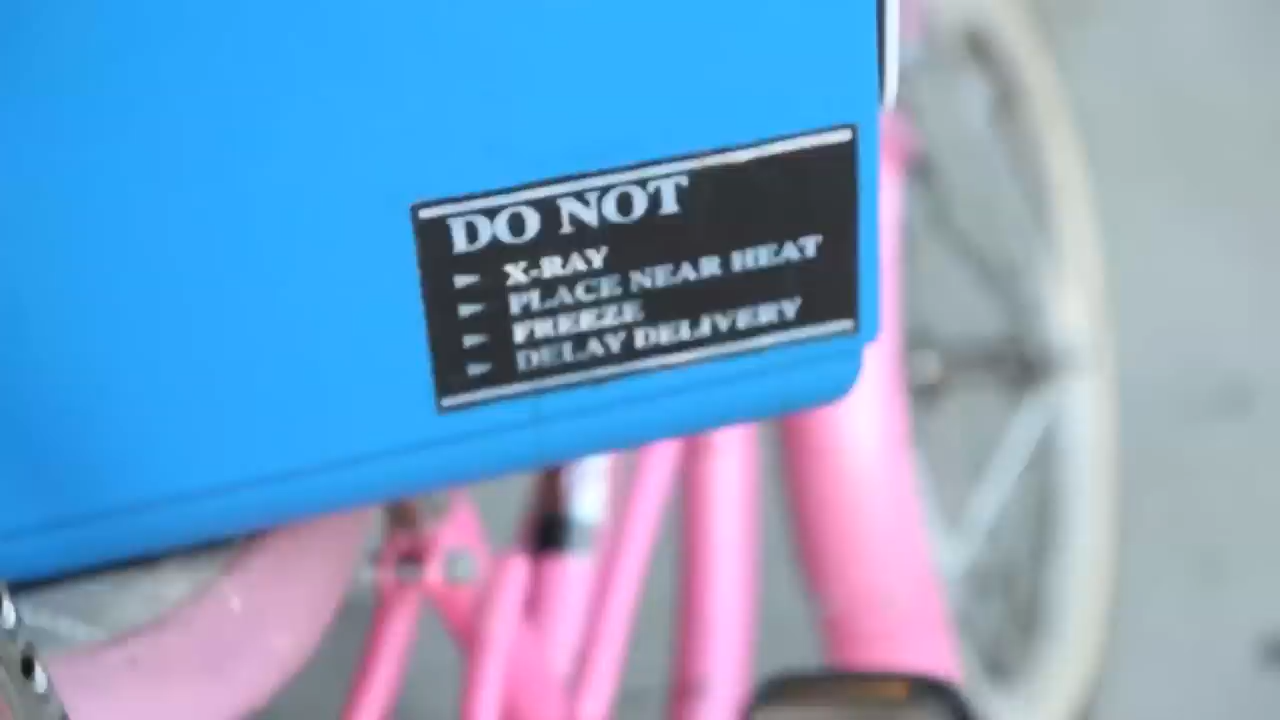 DO NOT
► X-RAY
► PLACE NEAR HEAT
► FREEZE
► DELAY DELIVERY